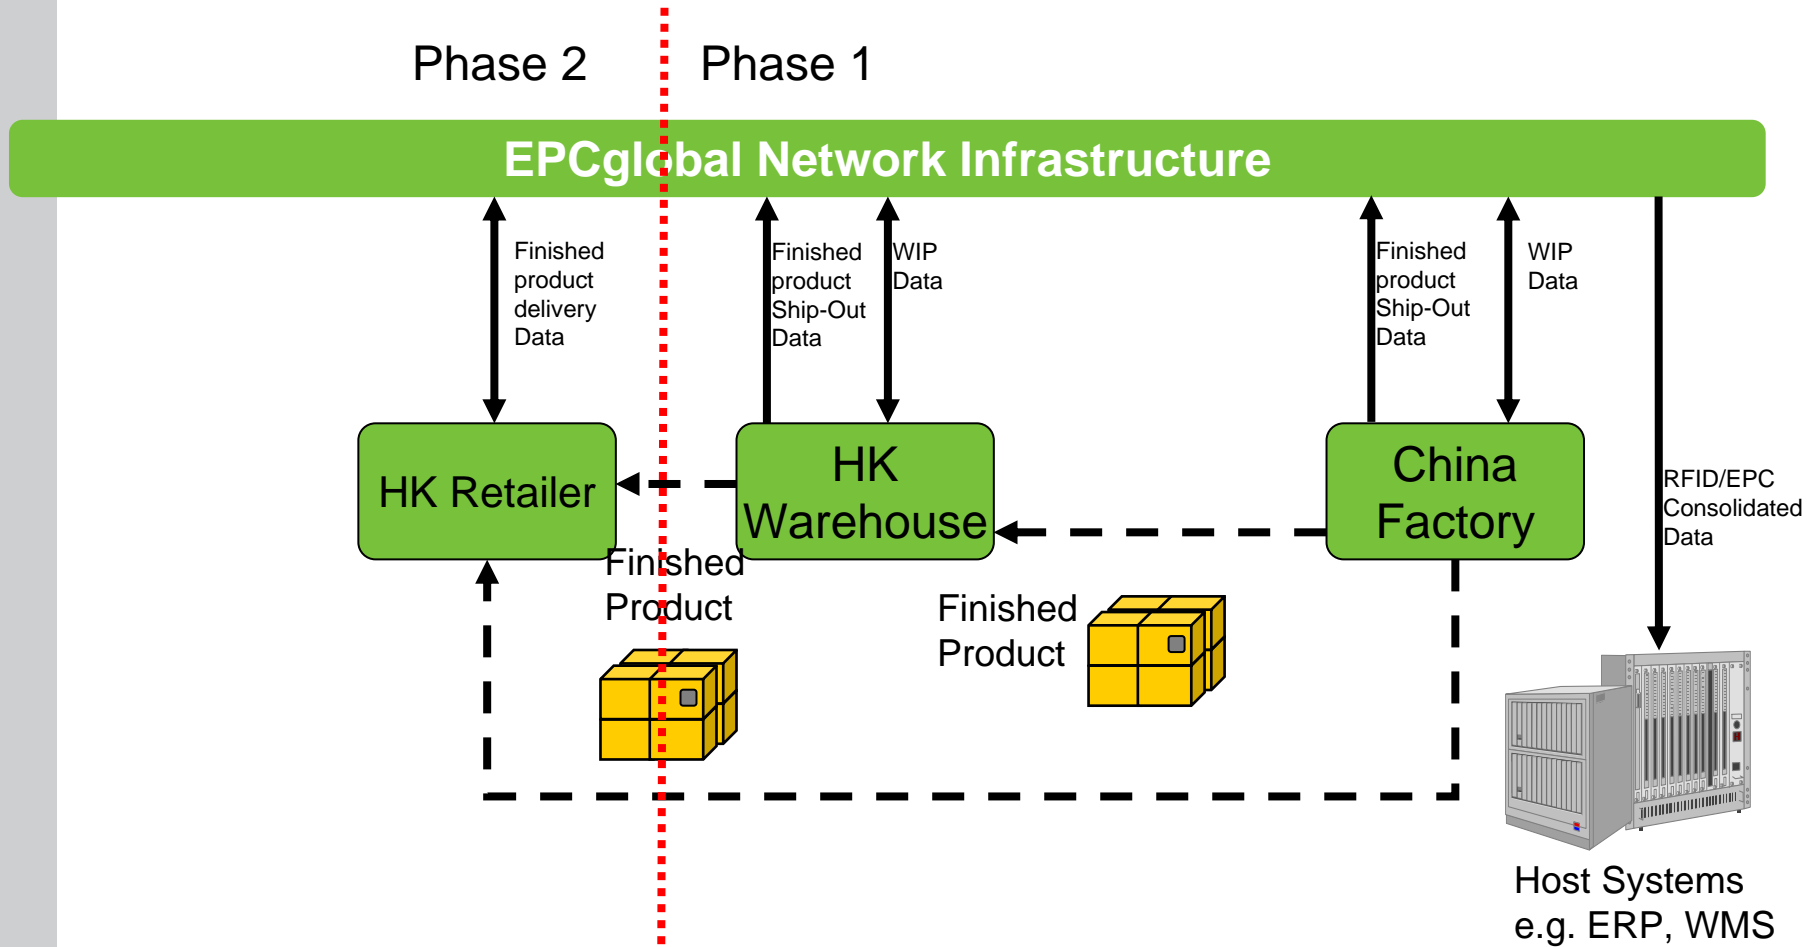 Phase 2
Phase 1
EPCglobal Network Infrastructure
Finished
product
delivery
Data
Finished
product
Ship-Out
Data
WIP
Data
Finished
product
Ship-Out
Data
WIP
Data
HK Retailer
HK
Warehouse
China
Factory
RFID/EPC
Consolidated
Data
Finished
Product
Finished
Product
Host Systems
e.g. ERP, WMS